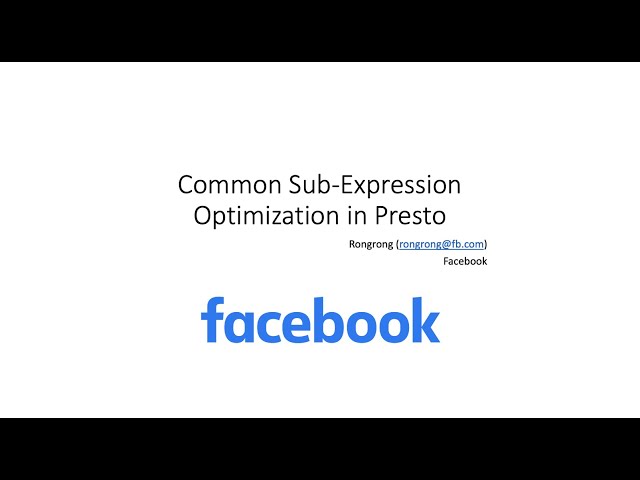 Common Sub-Expression
Optimization in Presto
Rongrong (rongrong@fb.com)
Facebook
facebook